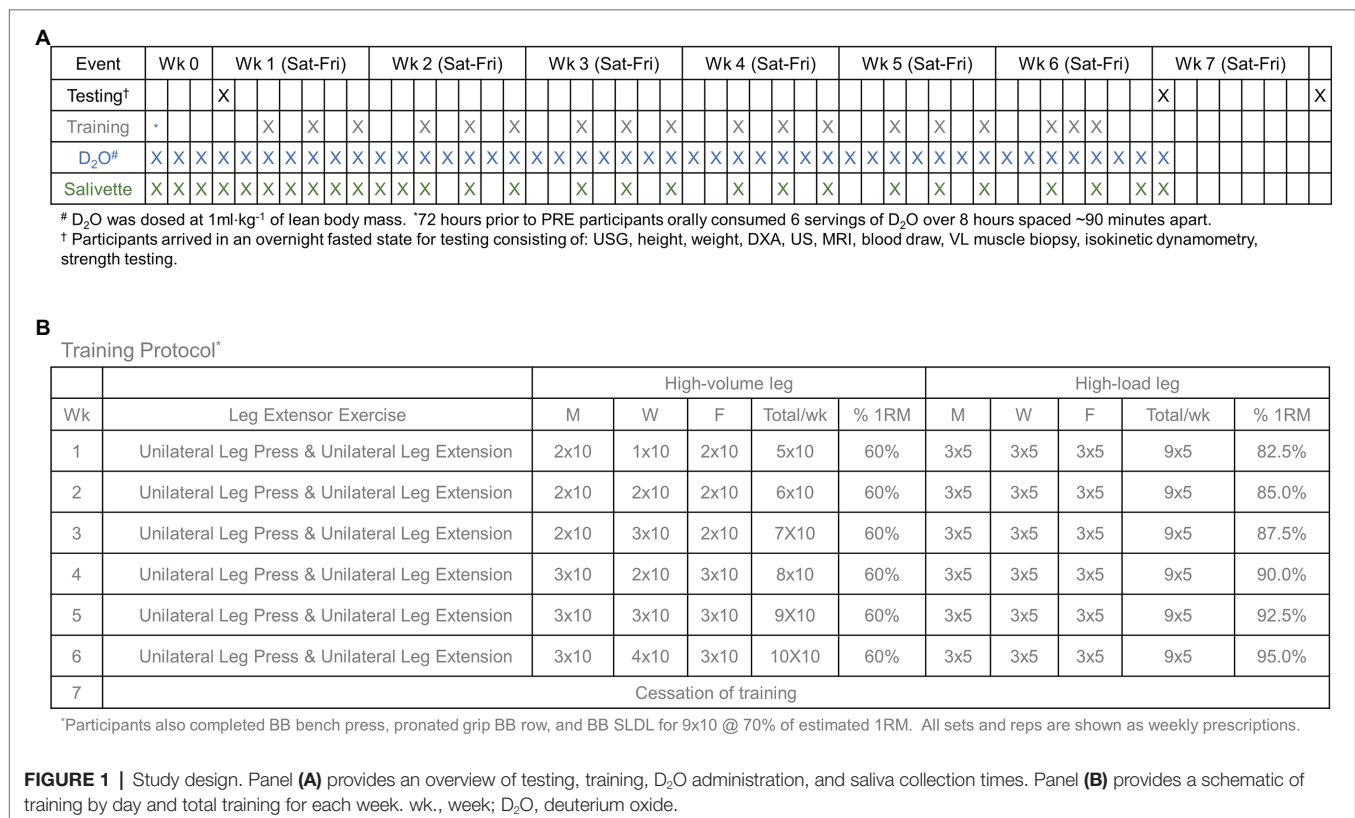 A
Event Wk 0 Wk 1 (Sat-Fri) Wk 2 (Sat-Fri) Wk 3 (Sat-Fri) Wk 4 (Sat-Fri) Wk 5 (Sat-Fri) Wk 6 (Sat-Fri) Wk 7 (Sat-Fri)
Testing† X X X
Training * X X X X X X X X X X X X X X X X X X
D₂O# X X X X X X X X X X X X X X X X X X X X X X X X X X X X X X X X X X X X X X X X X X X X X X
Salivette X X X X X X X X X X X X X X X X X X X X X X X X X X X X
# D₂O was dosed at 1ml·kg⁻¹ of lean body mass. *72 hours prior to PRE participants orally consumed 6 servings of D₂O over 8 hours spaced ~90 minutes apart.
† Participants arrived in an overnight fasted state for testing consisting of: USG, height, weight, DXA, US, MRI, blood draw, VL muscle biopsy, isokinetic dynamometry,
strength testing.
B
Training Protocol*
High-volume leg High-load leg
Wk Leg Extensor Exercise M W F Total/wk % 1RM M W F Total/wk % 1RM
1 Unilateral Leg Press & Unilateral Leg Extension 2x10 1x10 2x10 5x10 60% 3x5 3x5 3x5 9x5 82.5%
2 Unilateral Leg Press & Unilateral Leg Extension 2x10 2x10 2x10 6x10 60% 3x5 3x5 3x5 9x5 85.0%
3 Unilateral Leg Press & Unilateral Leg Extension 2x10 3x10 2x10 7X10 60% 3x5 3x5 3x5 9x5 87.5%
4 Unilateral Leg Press & Unilateral Leg Extension 3x10 2x10 3x10 8x10 60% 3x5 3x5 3x5 9x5 90.0%
5 Unilateral Leg Press & Unilateral Leg Extension 3x10 3x10 3x10 9X10 60% 3x5 3x5 3x5 9x5 92.5%
6 Unilateral Leg Press & Unilateral Leg Extension 3x10 4x10 3x10 10X10 60% 3x5 3x5 3x5 9x5 95.0%
7 Cessation of training
*Participants also completed BB bench press, pronated grip BB row, and BB SLDL for 9x10 @ 70% of estimated 1RM. All sets and reps are shown as weekly prescriptions.
FIGURE 1 | Study design. Panel (A) provides an overview of testing, training, D₂O administration, and saliva collection times. Panel (B) provides a schematic of
training by day and total training for each week. wk., week; D₂O, deuterium oxide.